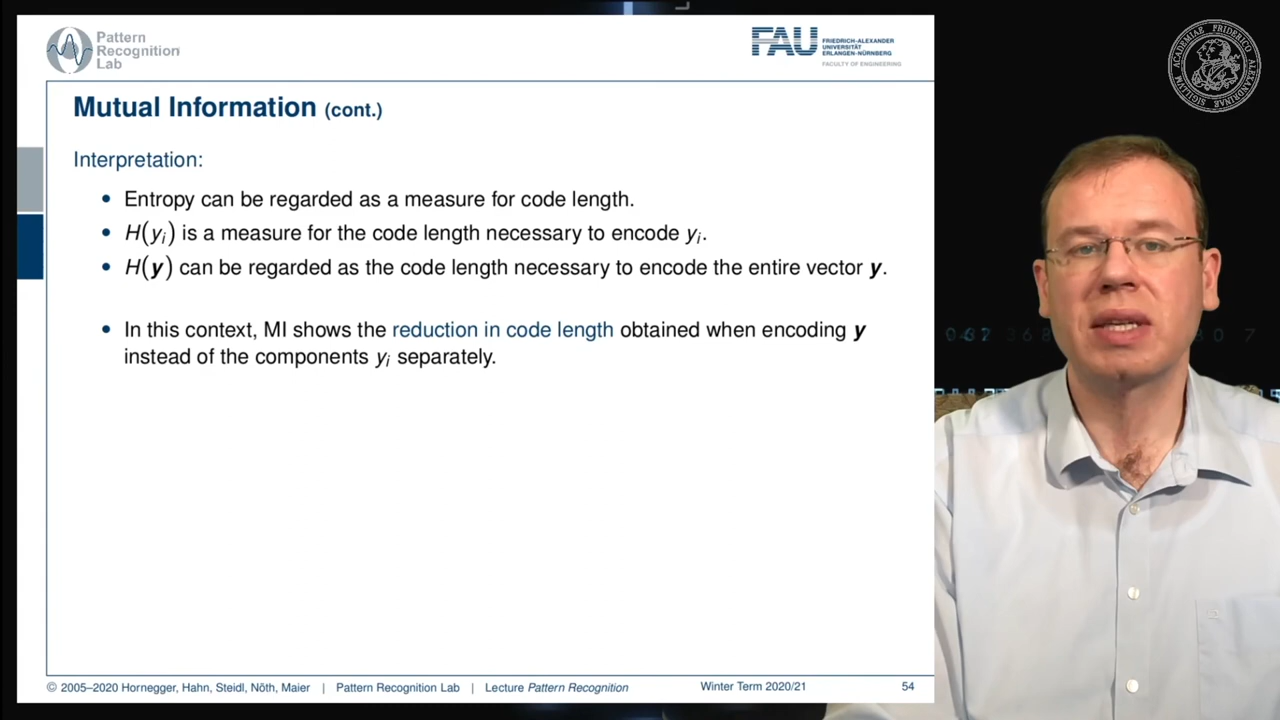 Pattern
Recognition
Lab
FAU
FRIEDRICH-ALEXANDER
UNIVERSITÄT
ERLANGEN-NÜRNBERG
FACULTY OF ENGINEERING
Mutual Information (cont.)
Interpretation:
• Entropy can be regarded as a measure for code length.
• H(yᵢ) is a measure for the code length necessary to encode yᵢ.
• H(y) can be regarded as the code length necessary to encode the entire vector y.
• In this context, MI shows the reduction in code length obtained when encoding y
instead of the components yᵢ separately.
© 2005–2020 Hornegger, Hahn, Steidl, Nöth, Maier | Pattern Recognition Lab | Lecture Pattern Recognition Winter Term 2020/21 54